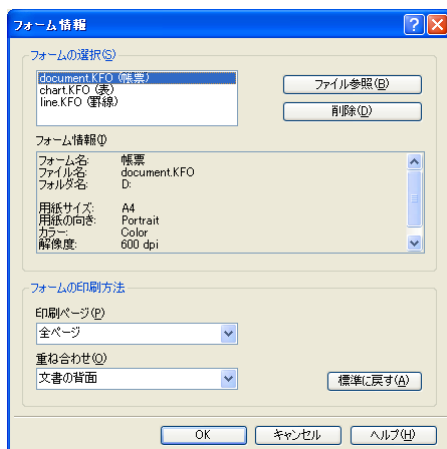 フォーム情報
フォームの選択(S)
document.KFO (帳票)
chart.KFO (表)
line.KFO (罫線)
ファイル参照(B)
削除(D)
フォーム情報(I)
フォーム名: 帳票
ファイル名: document.KFO
フォルダ名: D:
用紙サイズ: A4
用紙の向き: Portrait
カラー: Color
解像度: 600 dpi
フォームの印刷方法
印刷ページ(P)
全ページ
重ね合わせ(O)
文書の背面
標準に戻す(A)
OK
キャンセル
ヘルプ(H)